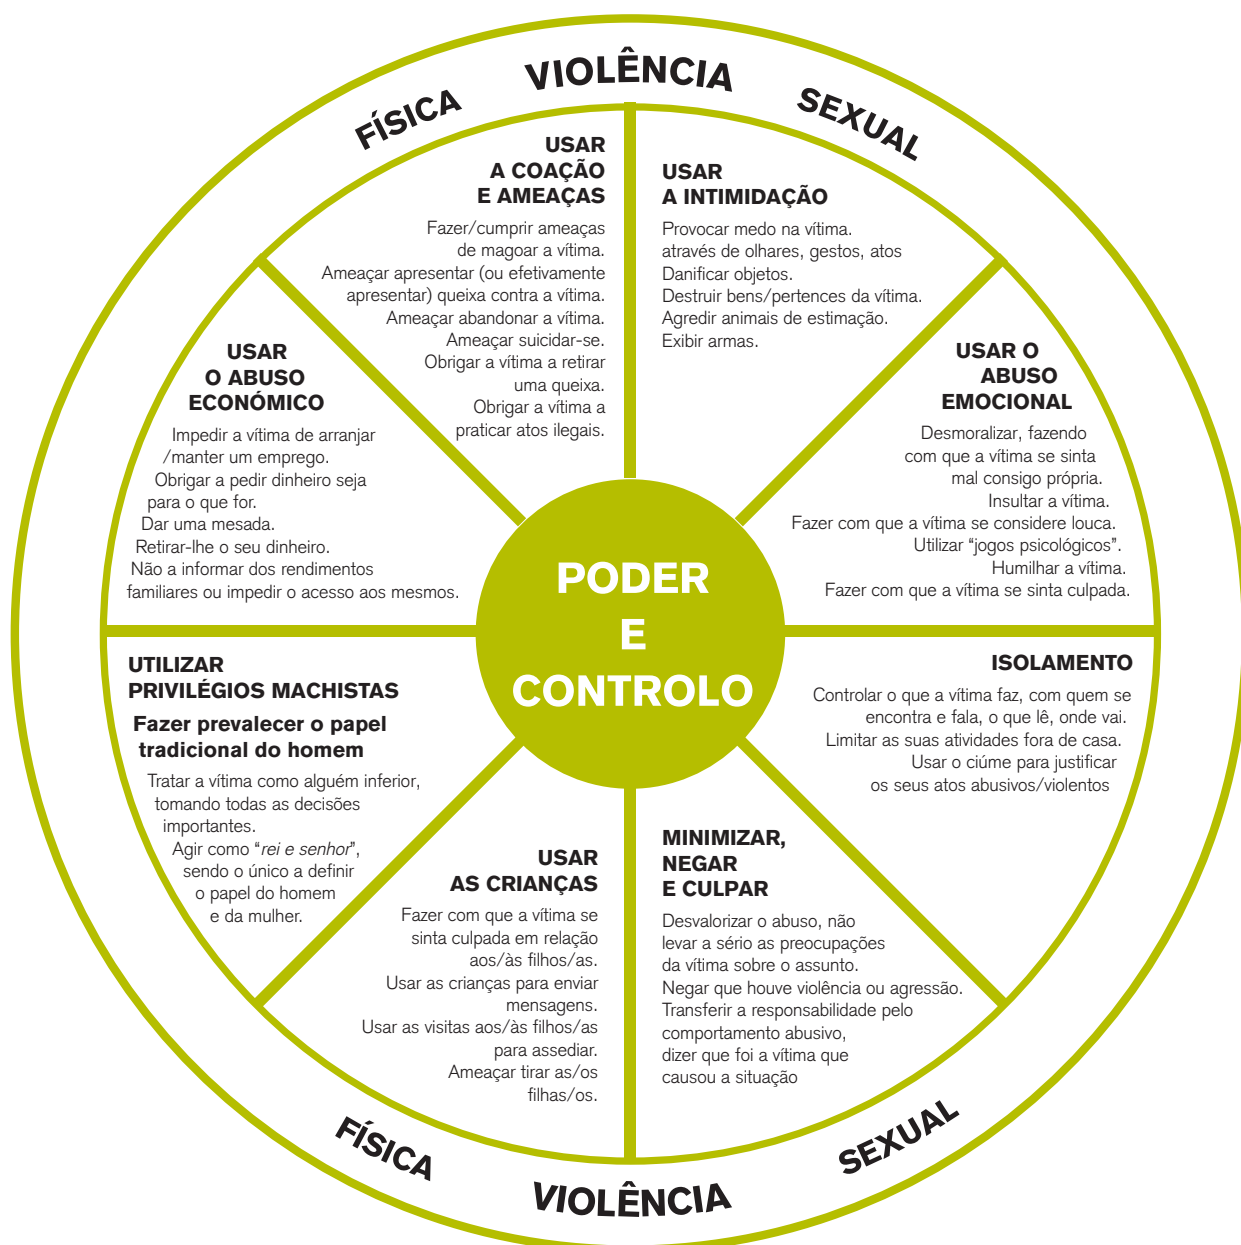 FÍSICA VIOLÊNCIA SEXUAL
USAR
A COAÇÃO
E AMEAÇAS
Fazer/cumprir ameaças
de magoar a vítima.
Ameaçar apresentar (ou efetivamente
apresentar) queixa contra a vítima.
Ameaçar abandonar a vítima.
Ameaçar suicidar-se.
Obrigar a vítima a retirar
uma queixa.
Obrigar a vítima a
praticar atos ilegais.
USAR
A INTIMIDAÇÃO
Provocar medo na vítima.
através de olhares, gestos, atos
Danificar objetos.
Destruir bens/pertences da vítima.
Agredir animais de estimação.
Exibir armas.
USAR O
ABUSO
EMOCIONAL
Desmoralizar, fazendo
com que a vítima se sinta
mal consigo própria.
Insultar a vítima.
Fazer com que a vítima se considere louca.
Utilizar “jogos psicológicos”.
Humilhar a vítima.
Fazer com que a vítima se sinta culpada.
ISOLAMENTO
Controlar o que a vítima faz, com quem se
encontra e fala, o que lê, onde vai.
Limitar as suas atividades fora de casa.
Usar o ciúme para justificar
os seus atos abusivos/violentos
MINIMIZAR,
NEGAR
E CULPAR
Desvalorizar o abuso, não
levar a sério as preocupações
da vítima sobre o assunto.
Negar que houve violência ou agressão.
Transferir a responsabilidade pelo
comportamento abusivo,
dizer que foi a vítima que
causou a situação
USAR
AS CRIANÇAS
Fazer com que a vítima se
sinta culpada em relação
aos/às filhos/as.
Usar as crianças para enviar
mensagens.
Usar as visitas aos/às filhos/as
para assediar.
Ameaçar tirar as/os
filhas/os.
UTILIZAR
PRIVILÉGIOS MACHISTAS
Fazer prevalecer o papel
tradicional do homem
Tratar a vítima como alguém inferior,
tomando todas as decisões
importantes.
Agir como “rei e senhor”,
sendo o único a definir
o papel do homem
e da mulher.
USAR
O ABUSO
ECONÓMICO
Impedir a vítima de arranjar
/manter um emprego.
Obrigar a pedir dinheiro seja
para o que for.
Dar uma mesada.
Retirar-lhe o seu dinheiro.
Não a informar dos rendimentos
familiares ou impedir o acesso aos mesmos.
PODER
E
CONTROLO
FÍSICA VIOLÊNCIA SEXUAL